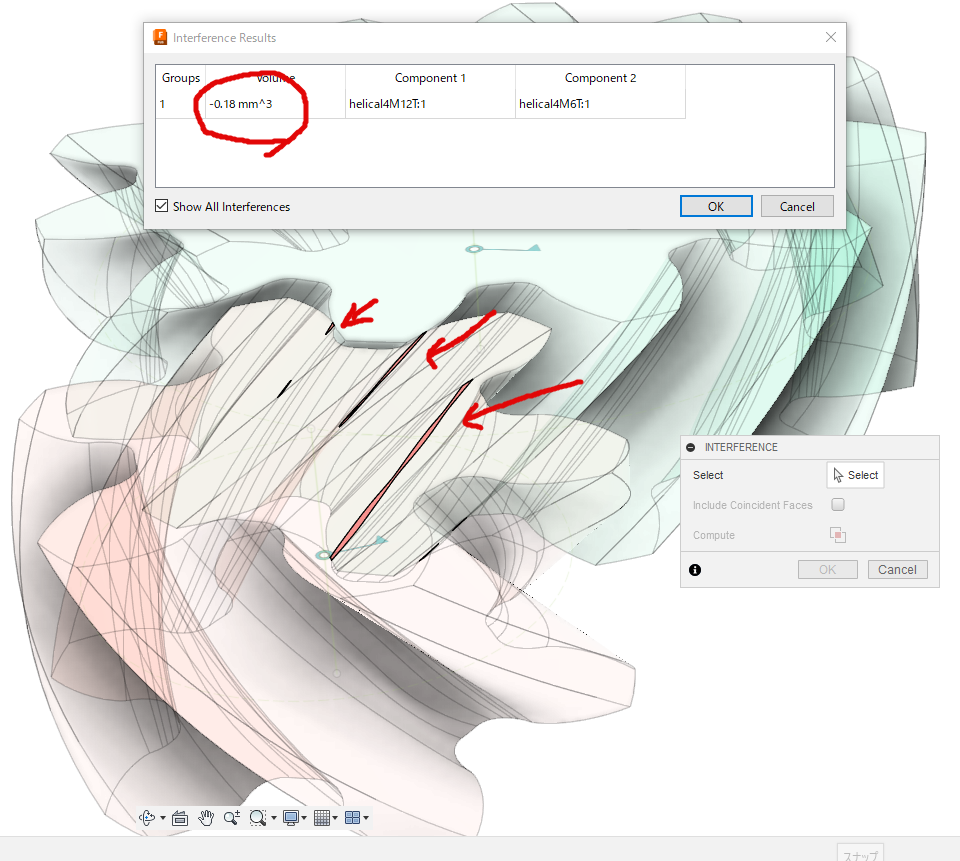 Interference Results
Groups Volume Component 1 Component 2
1 -0.18 mm^3 helical4M12T:1 helical4M6T:1
Show All Interferences OK Cancel
INTERFERENCE
Select Select
Include Coincident Faces
Compute
OK Cancel
スナップ